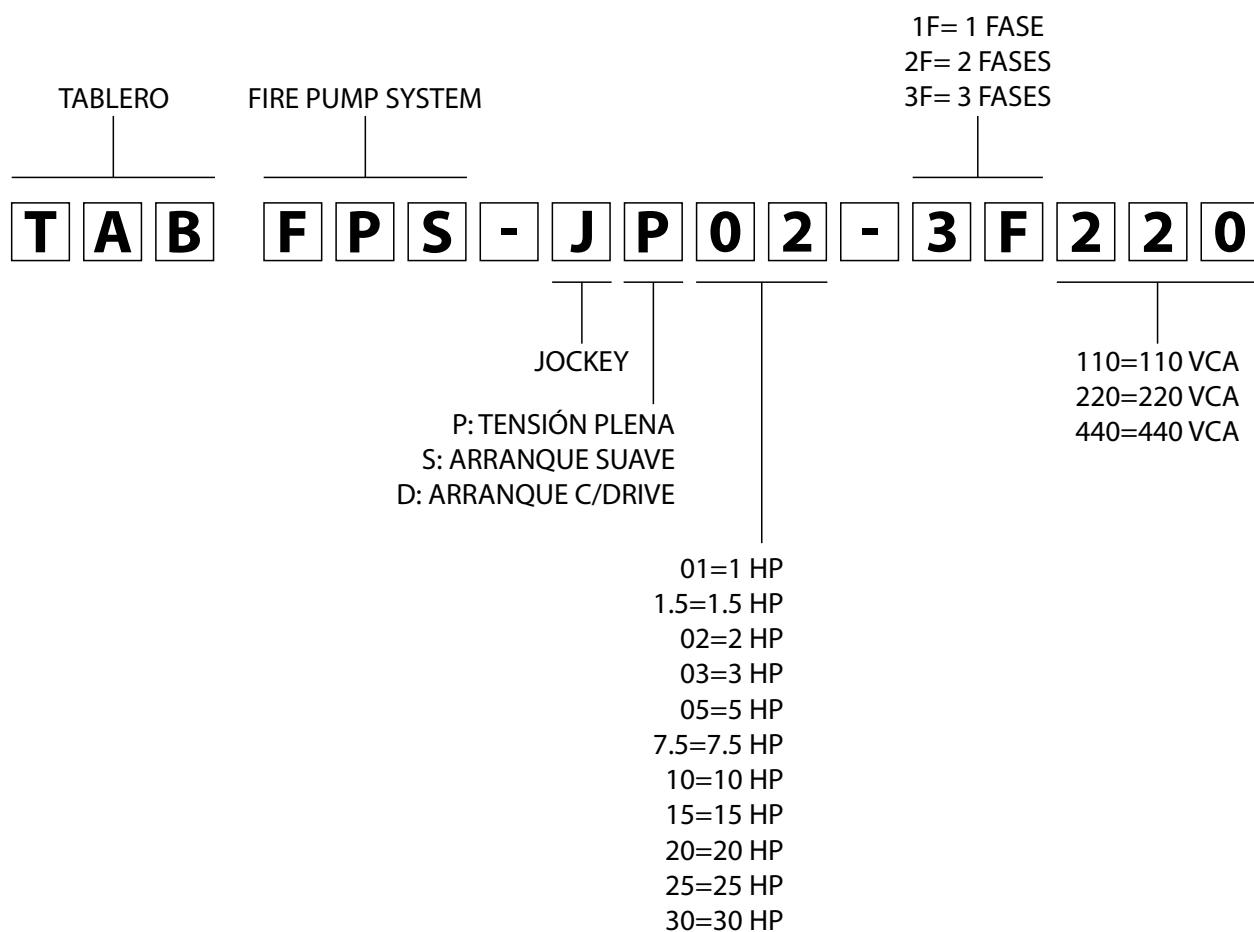 1F= 1 FASE
2F= 2 FASES
3F= 3 FASES
TABLERO FIRE PUMP SYSTEM
TAB FPS-JP02-3F220
JOCKEY
P: TENSIÓN PLENA
S: ARRANQUE SUAVE
D: ARRANQUE C/DRIVE
110=110 VCA
220=220 VCA
440=440 VCA
01=1 HP
1.5=1.5 HP
02=2 HP
03=3 HP
05=5 HP
7.5=7.5 HP
10=10 HP
15=15 HP
20=20 HP
25=25 HP
30=30 HP